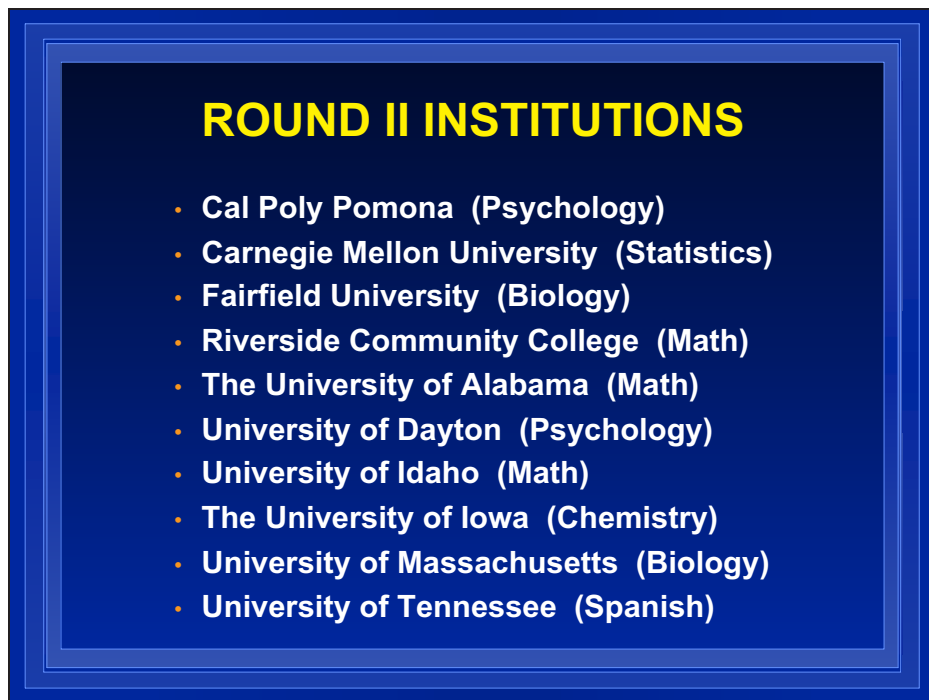 ROUND II INSTITUTIONS
• Cal Poly Pomona (Psychology)
• Carnegie Mellon University (Statistics)
• Fairfield University (Biology)
• Riverside Community College (Math)
• The University of Alabama (Math)
• University of Dayton (Psychology)
• University of Idaho (Math)
• The University of Iowa (Chemistry)
• University of Massachusetts (Biology)
• University of Tennessee (Spanish)